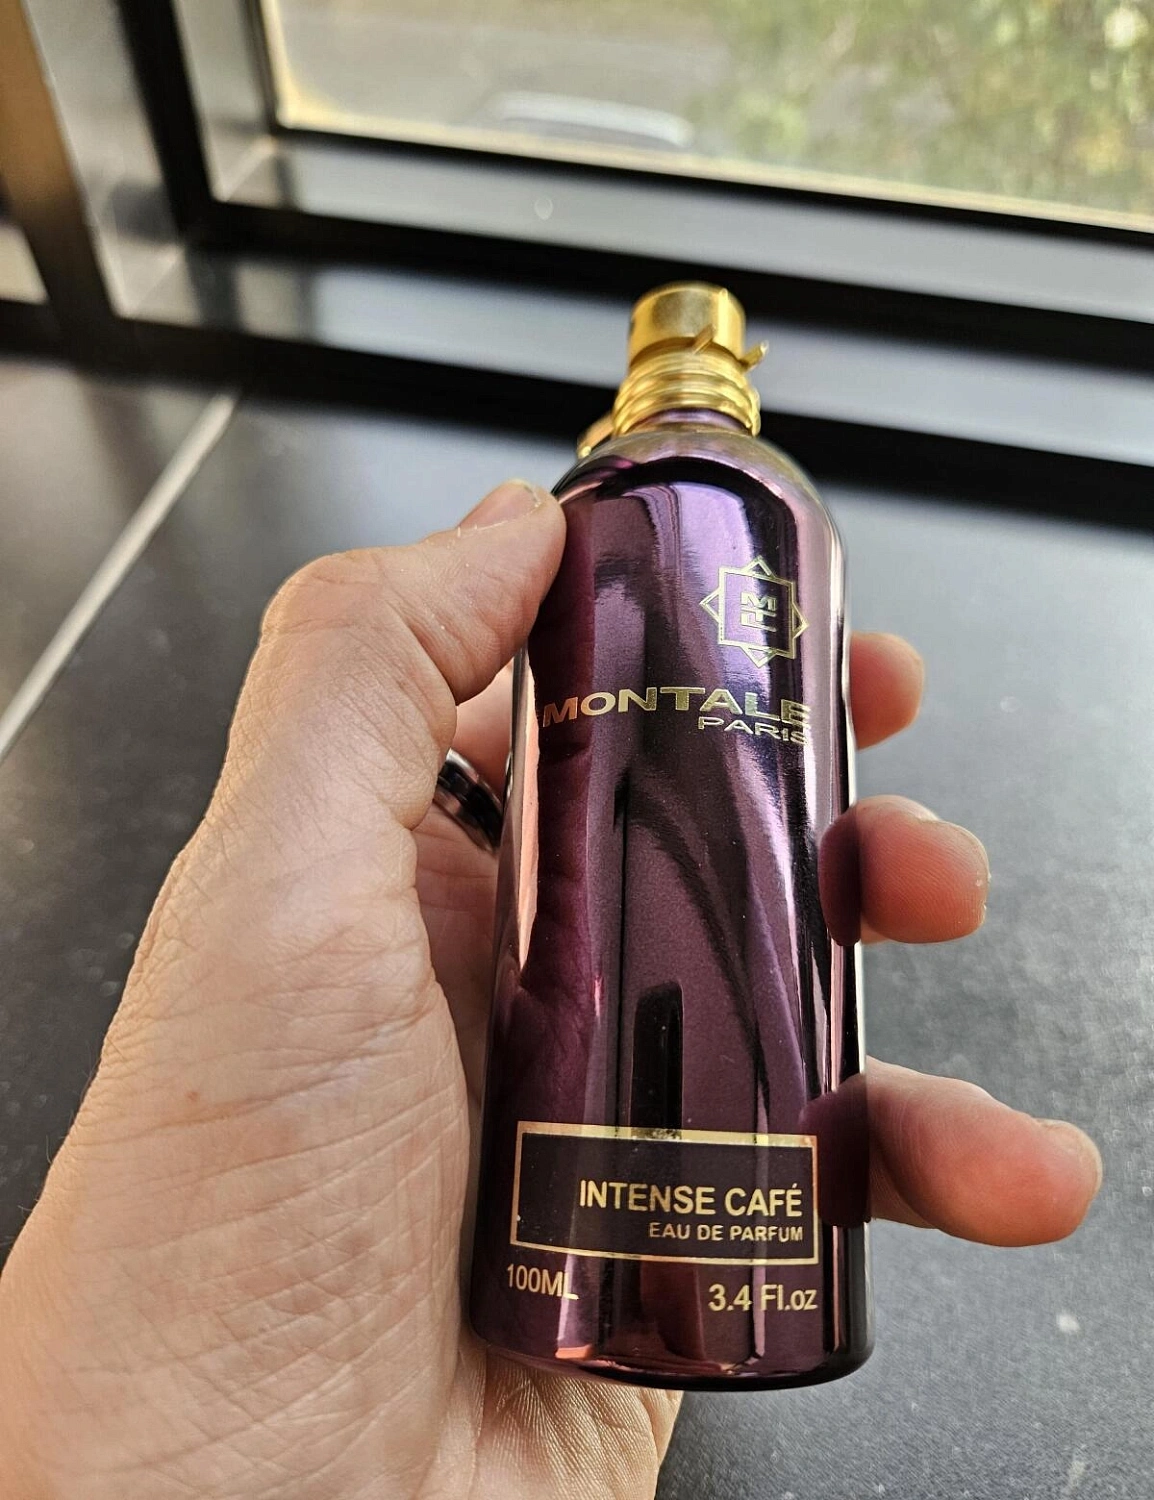 MONTALE
PARIS
INTENSE CAFÉ
EAU DE PARFUM
100ML 3.4 Fl.oz